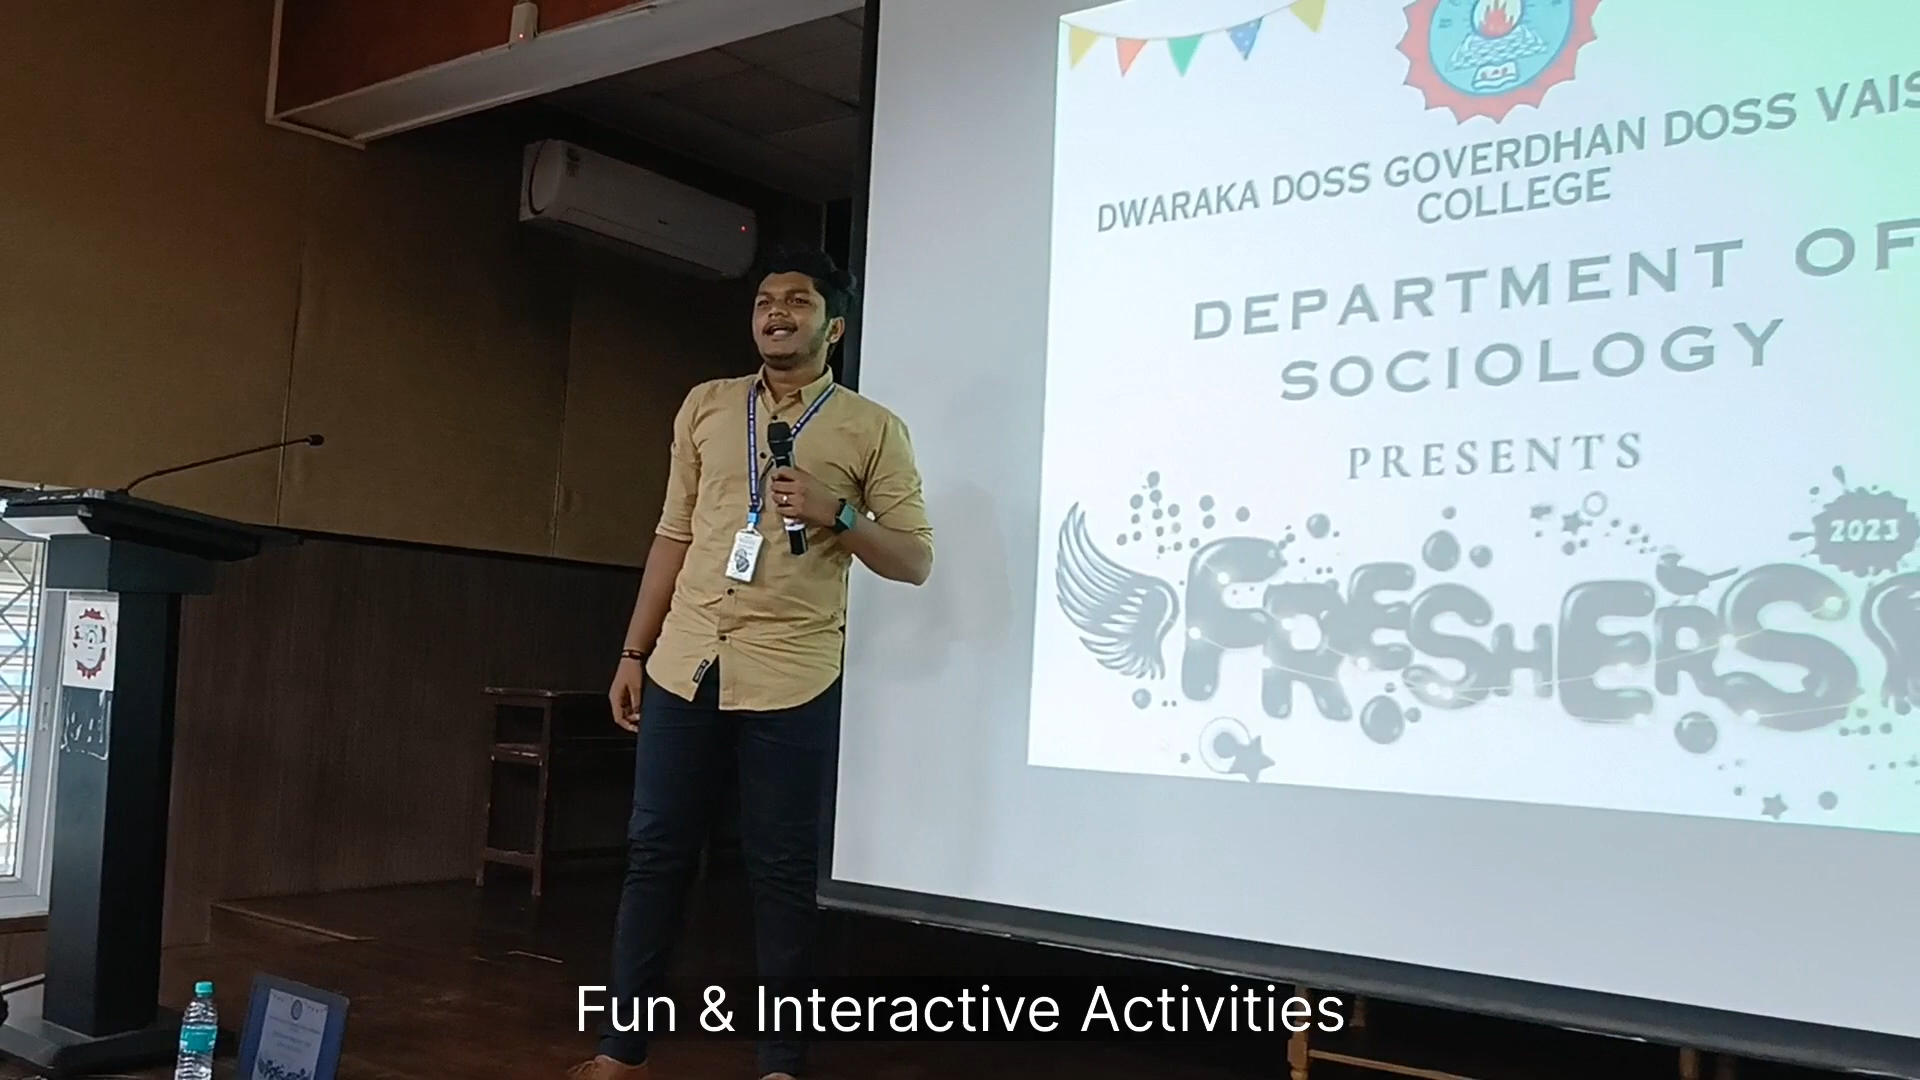 DWARAKA DOSS GOVERDHAN DOSS VAIS
COLLEGE
DEPARTMENT OF
SOCIOLOGY
PRESENTS
2023
FRESHERS
Fun & Interactive Activities